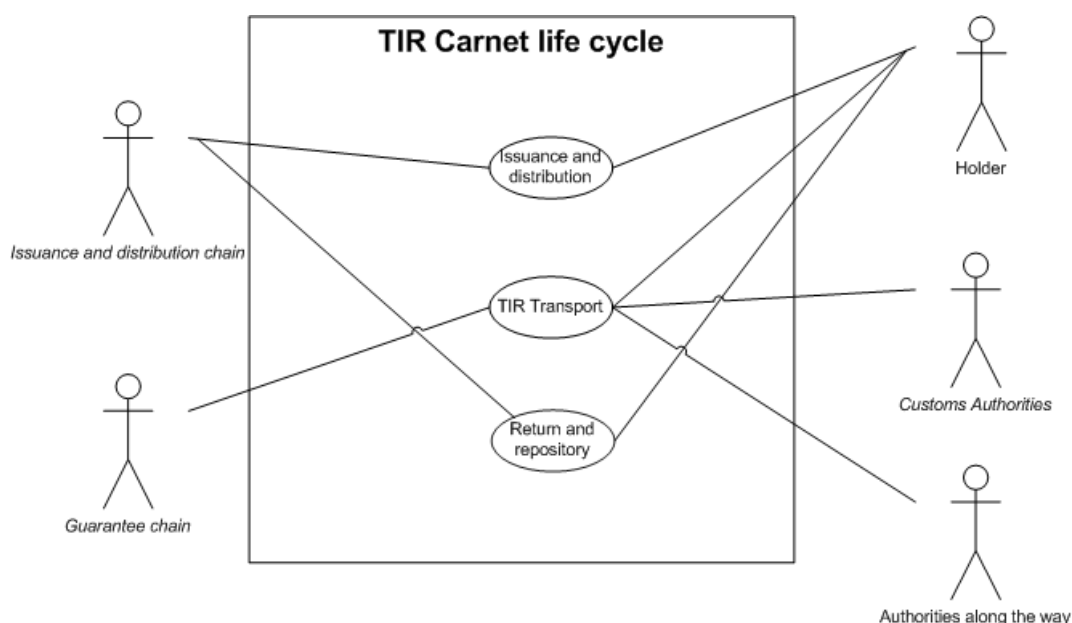 TIR Carnet life cycle
Issuance and
distribution
Holder
Issuance and distribution chain
TIR Transport
Customs Authorities
Return and
repository
Guarantee chain
Authorities along the way